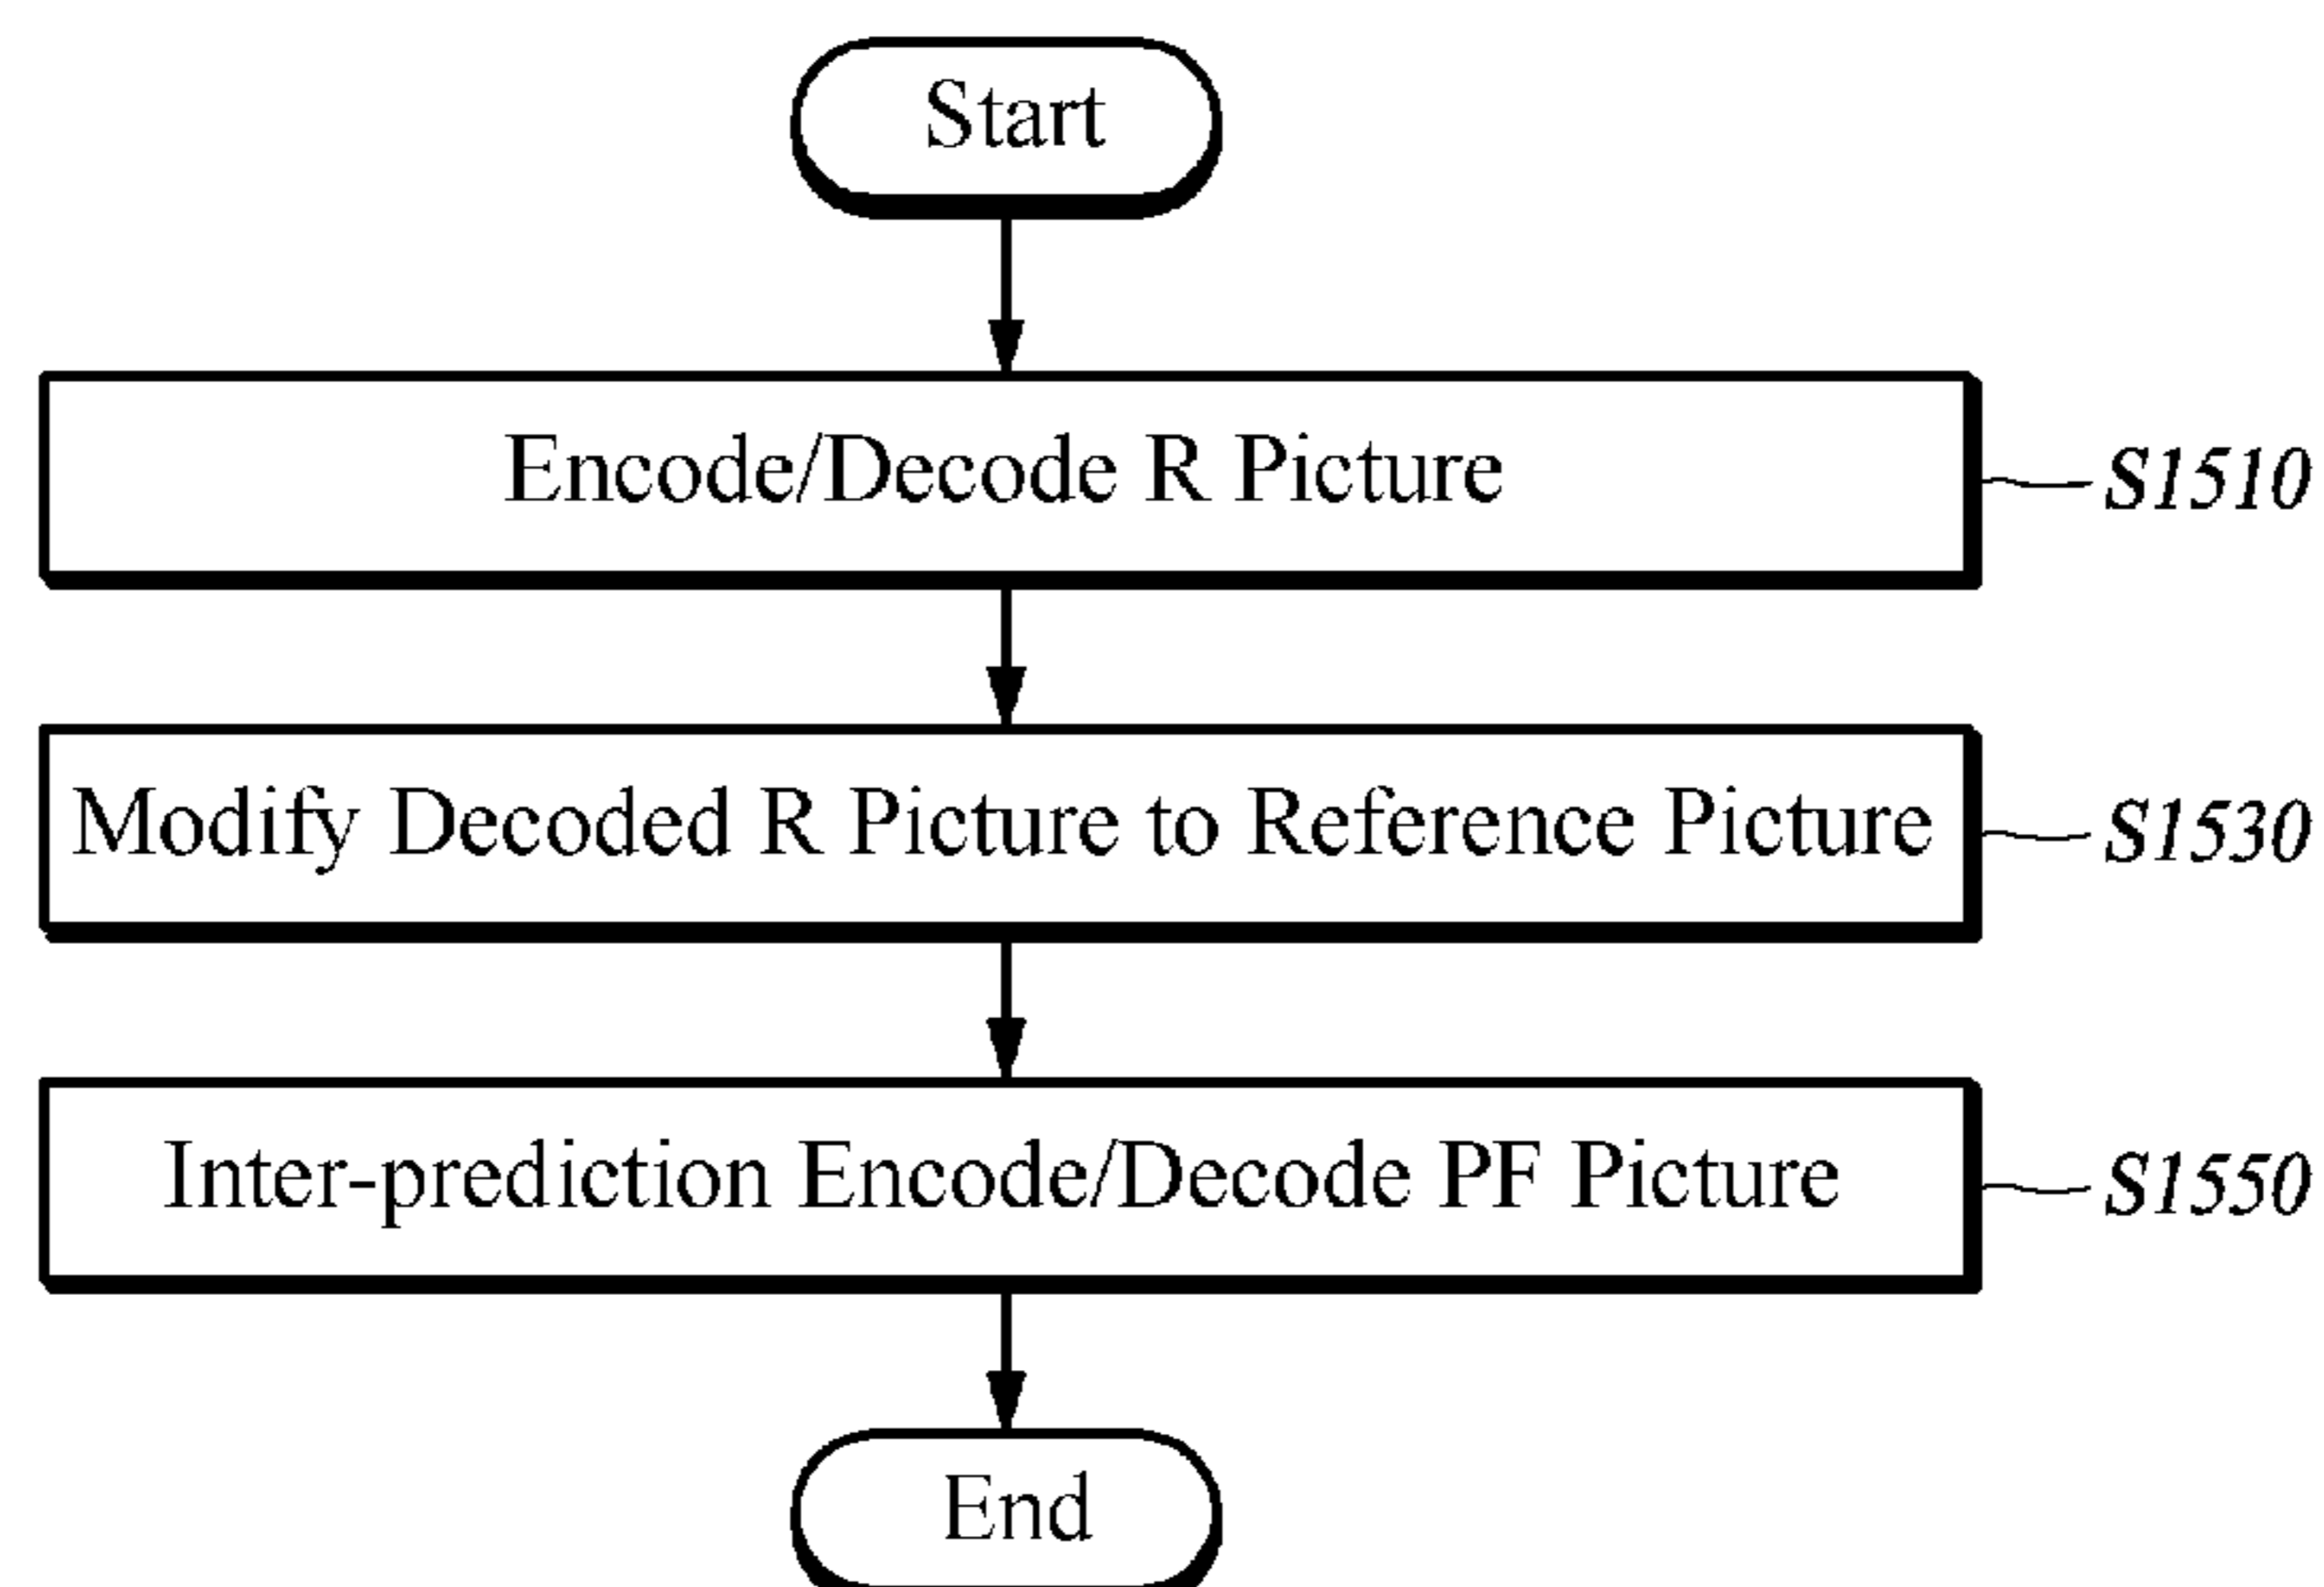 Start
Encode/Decode R Picture
S1510
Modify Decoded R Picture to Reference Picture
S1530
Inter-prediction Encode/Decode PF Picture
S1550
End